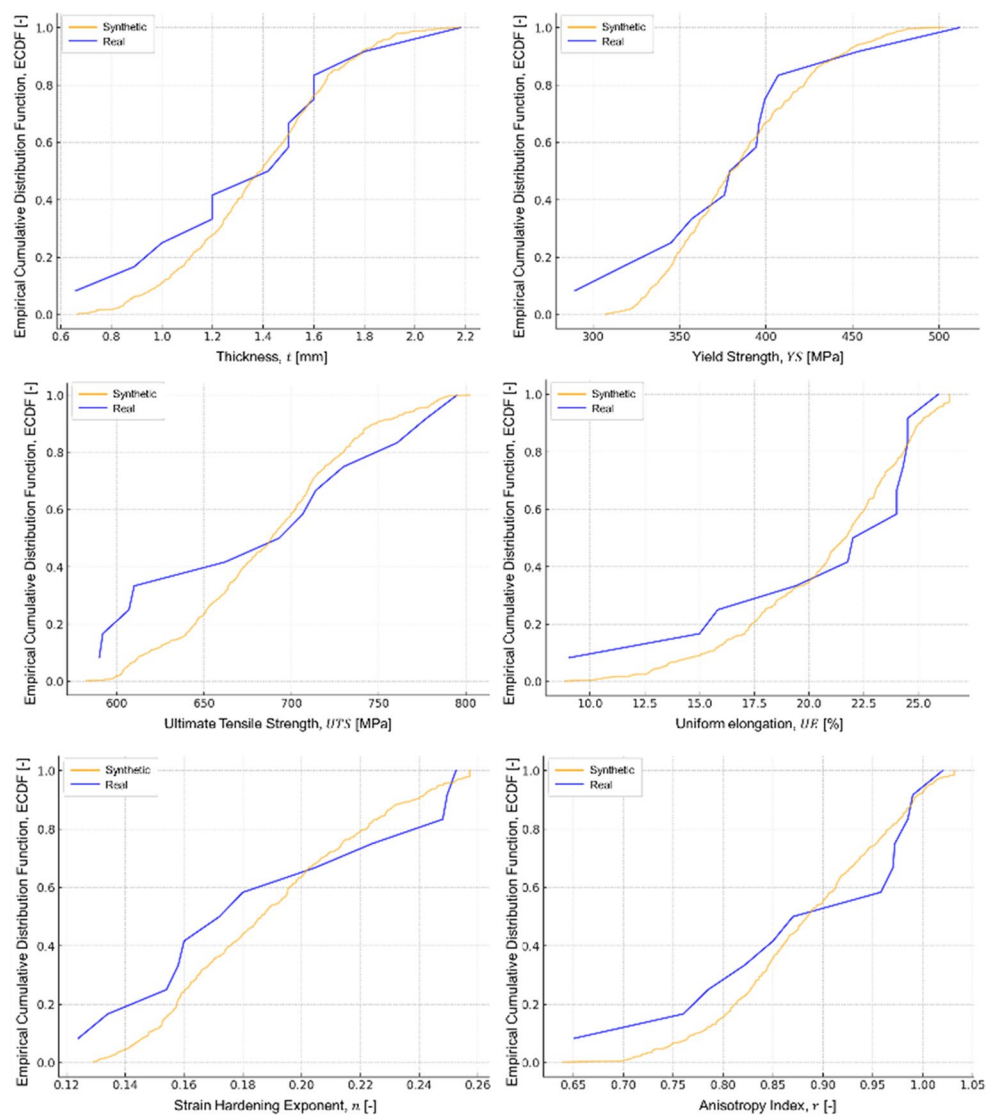 Empirical Cumulative Distribution Function, ECDF [-]
1.0
0.8
0.6
0.4
0.2
0.0
Synthetic
Real
0.6 0.8 1.0 1.2 1.4 1.6 1.8 2.0 2.2
Thickness, t [mm]
Empirical Cumulative Distribution Function, ECDF [-]
1.0
0.8
0.6
0.4
0.2
0.0
Synthetic
Real
300 350 400 450 500
Yield Strength, YS [MPa]
Empirical Cumulative Distribution Function, ECDF [-]
1.0
0.8
0.6
0.4
0.2
0.0
Synthetic
Real
600 650 700 750 800
Ultimate Tensile Strength, UTS [MPa]
Empirical Cumulative Distribution Function, ECDF [-]
1.0
0.8
0.6
0.4
0.2
0.0
Synthetic
Real
10.0 12.5 15.0 17.5 20.0 22.5 25.0
Uniform elongation, UE [%]
Empirical Cumulative Distribution Function, ECDF [-]
1.0
0.8
0.6
0.4
0.2
0.0
Synthetic
Real
0.12 0.14 0.16 0.18 0.20 0.22 0.24 0.26
Strain Hardening Exponent, n [-]
Empirical Cumulative Distribution Function, ECDF [-]
1.0
0.8
0.6
0.4
0.2
0.0
Synthetic
Real
0.65 0.70 0.75 0.80 0.85 0.90 0.95 1.00 1.05
Anisotropy Index, r [-]